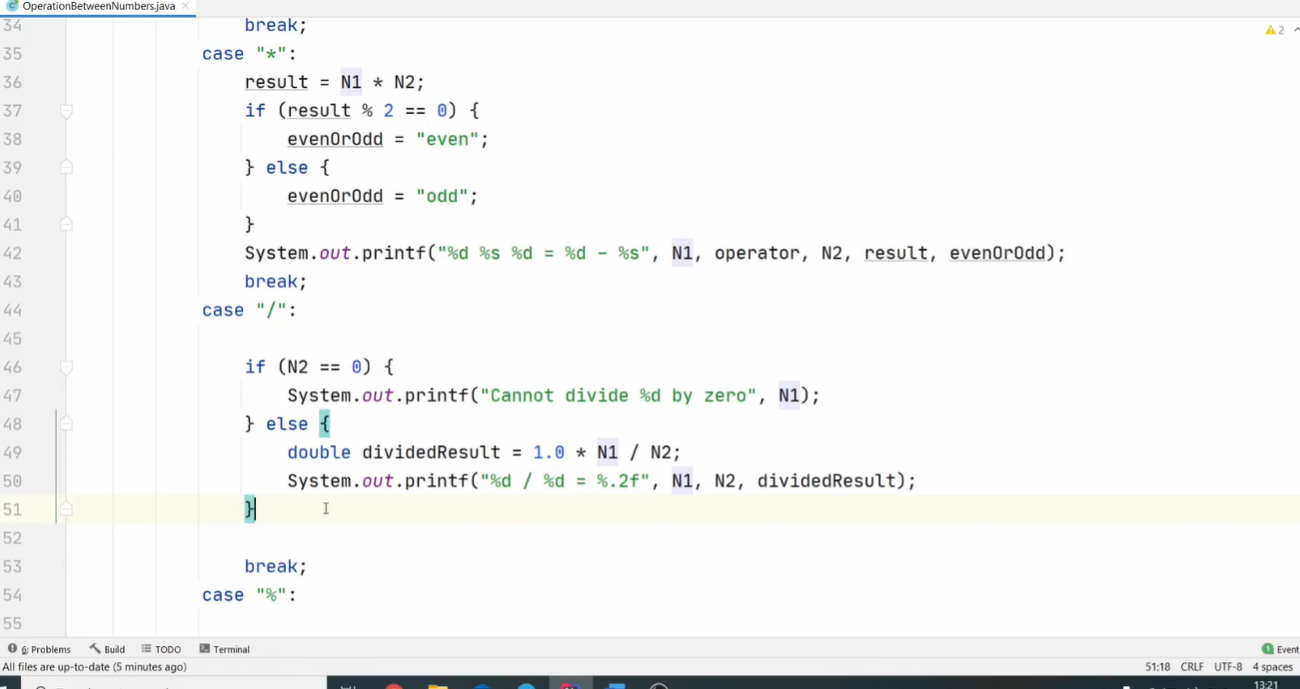 OperationBetweenNumbers.java
34 break;
2
35 case "*":
36 result = N1 * N2;
37 if (result % 2 == 0) {
38 evenOrOdd = "even";
39 } else {
40 evenOrOdd = "odd";
41 }
42 System.out.printf("%d %s %d = %d - %s", N1, operator, N2, result, evenOrOdd);
43 break;
44 case "/":
45
46 if (N2 == 0) {
47 System.out.printf("Cannot divide %d by zero", N1);
48 } else {
49 double dividedResult = 1.0 * N1 / N2;
50 System.out.printf("%d / %d = %.2f", N1, N2, dividedResult);
51 }
52
53 break;
54 case "%":
55
6: Problems Build TODO Terminal 1 Event
All files are up-to-date (5 minutes ago) 51:18 CRLF UTF-8 4 spaces
13:21